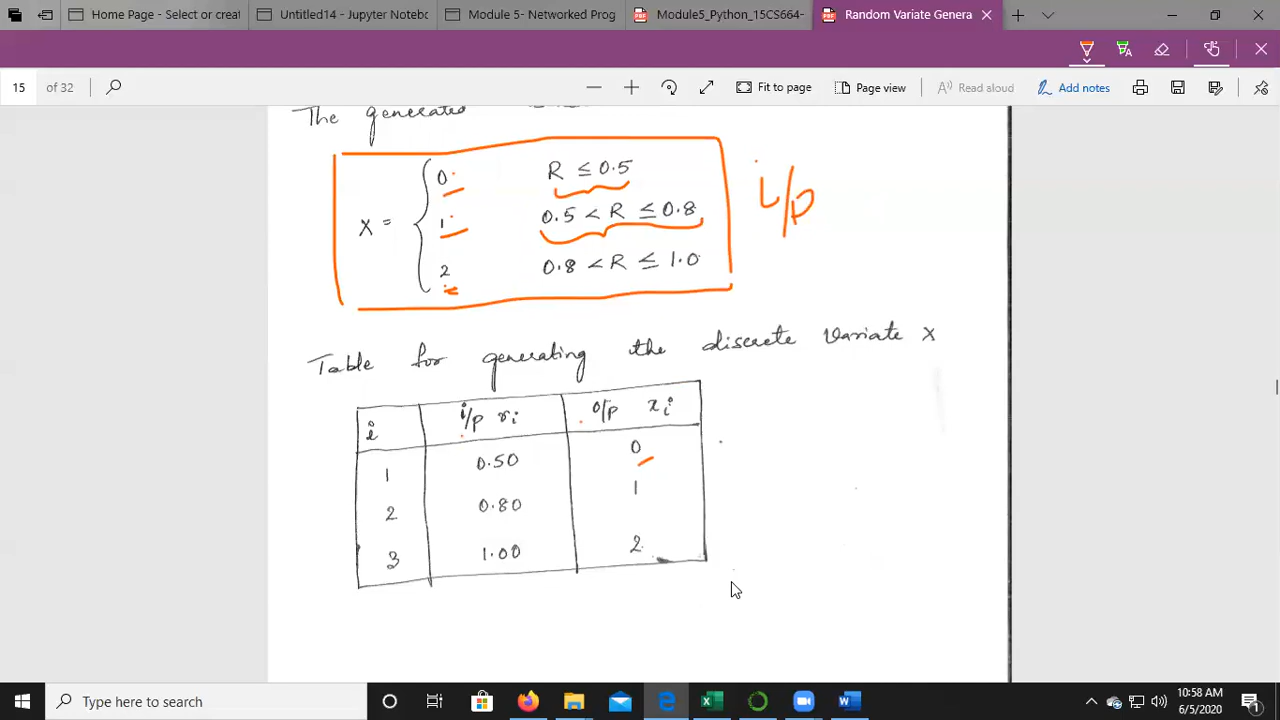 Home Page - Select or creat
Untitled14 - Jupyter Notebo
Module 5- Networked Prog
Module5_Python_15CS664-
Random Variate Genera
15 of 32
Fit to page
Page view
Read aloud
Add notes
The generated
X =
0 R ≤ 0.5
1 0.5 < R ≤ 0.8
2 0.8 < R ≤ 1.0
i/p
Table for generating the discrete Variate X
i i/p ri o/p xi
1 0.50 0
2 0.80 1
3 1.00 2
Type here to search
10:58 AM
6/5/2020
1